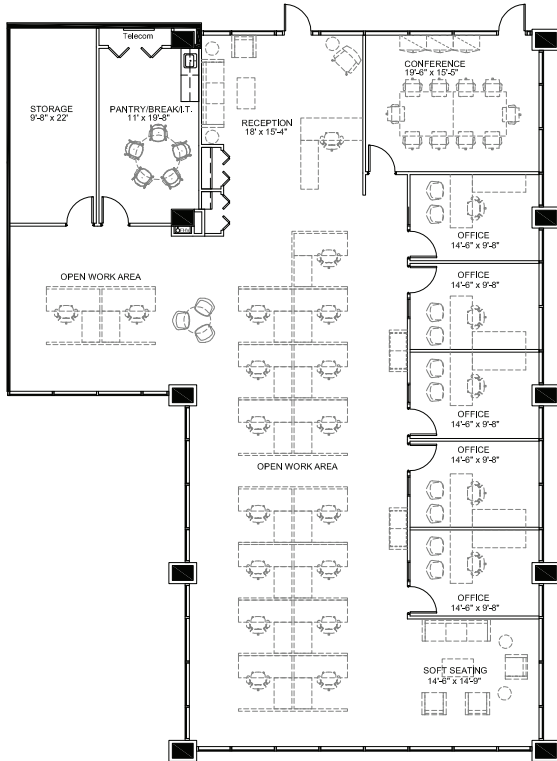 Telecom
CONFERENCE
19'-6" x 15'-5"
STORAGE
9'-8" x 22'
PANTRY/BREAK/I.T.
11' x 19'-8"
RECEPTION
18' x 15'-4"
OFFICE
14'-6" x 9'-8"
OPEN WORK AREA
OFFICE
14'-6" x 9'-8"
OFFICE
14'-6" x 9'-8"
OFFICE
14'-6" x 9'-8"
OPEN WORK AREA
OFFICE
14'-6" x 9'-8"
SOFT SEATING
14'-6" x 14'-9"